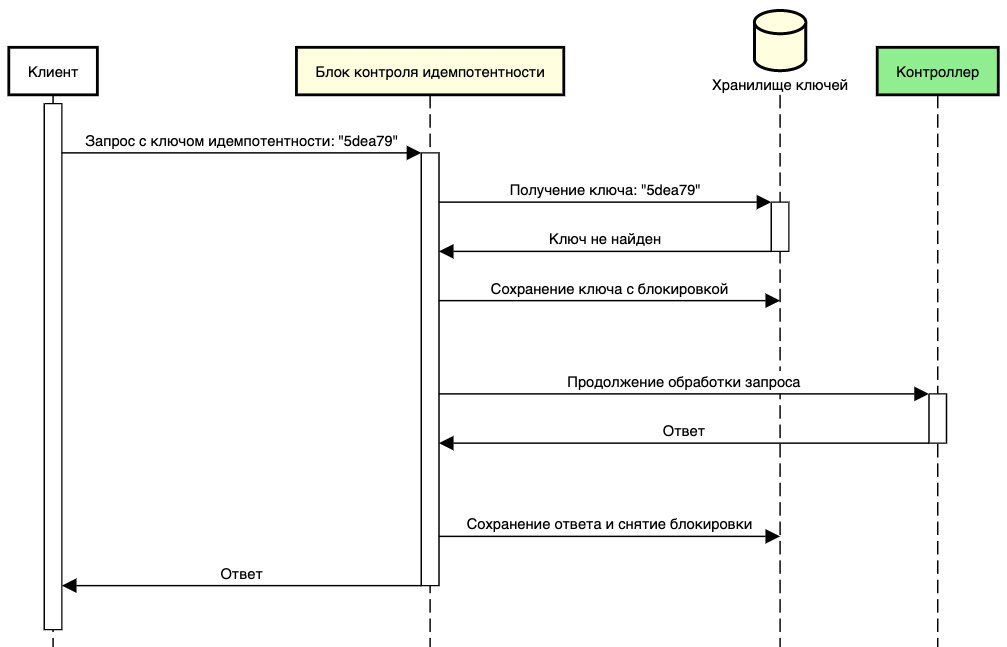 Клиент
Блок контроля идемпотентности
Хранилище ключей
Контроллер
Запрос с ключом идемпотентности: "5dea79"
Получение ключа: "5dea79"
Ключ не найден
Сохранение ключа с блокировкой
Продолжение обработки запроса
Ответ
Сохранение ответа и снятие блокировки
Ответ